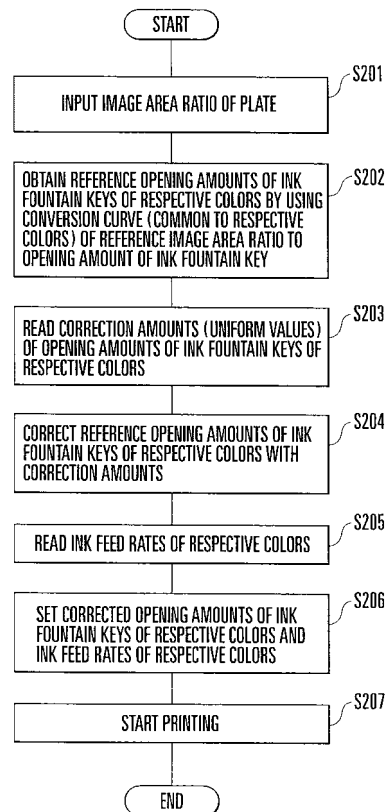 START
S201
INPUT IMAGE AREA RATIO OF PLATE
S202
OBTAIN REFERENCE OPENING AMOUNTS OF INK
FOUNTAIN KEYS OF RESPECTIVE COLORS BY USING
CONVERSION CURVE (COMMON TO RESPECTIVE
COLORS) OF REFERENCE IMAGE AREA RATIO TO
OPENING AMOUNT OF INK FOUNTAIN KEY
S203
READ CORRECTION AMOUNTS (UNIFORM VALUES)
OF OPENING AMOUNTS OF INK FOUNTAIN KEYS OF
RESPECTIVE COLORS
S204
CORRECT REFERENCE OPENING AMOUNTS OF INK
FOUNTAIN KEYS OF RESPECTIVE COLORS WITH
CORRECTION AMOUNTS
S205
READ INK FEED RATES OF RESPECTIVE COLORS
S206
SET CORRECTED OPENING AMOUNTS OF INK
FOUNTAIN KEYS OF RESPECTIVE COLORS AND
INK FEED RATES OF RESPECTIVE COLORS
S207
START PRINTING
END